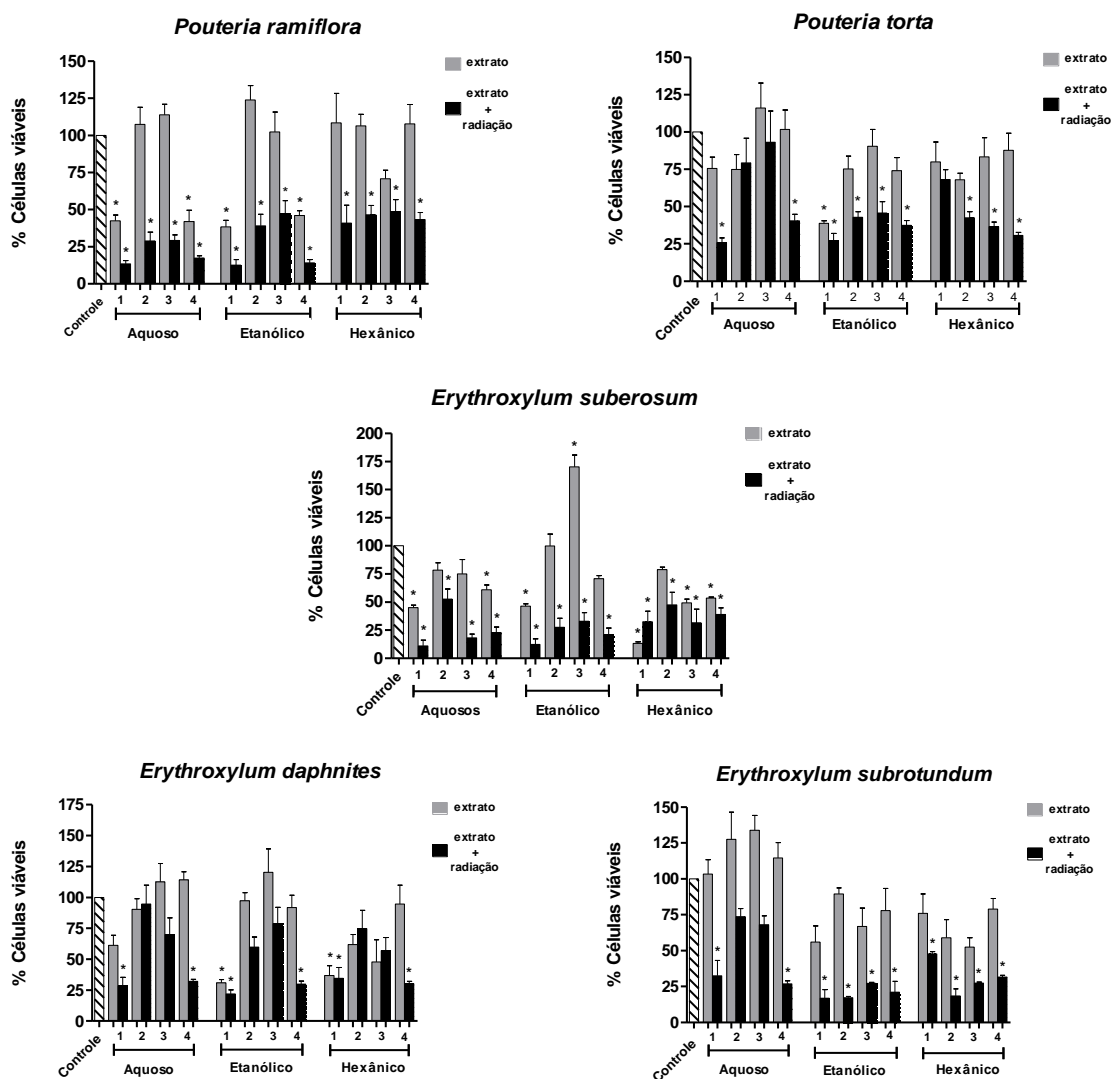 Pouteria ramiflora
% Células viáveis
150
125
100
75
50
25
0
extrato
extrato
+
radiação
* * * * * * * * * * * * * * * *
Controle
1 2 3 4 1 2 3 4 1 2 3 4
Aquoso Etanólico Hexânico
Pouteria torta
% Células viáveis
150
125
100
75
50
25
0
extrato
extrato
+
radiação
* * * * * * * * * *
Controle
1 2 3 4 1 2 3 4 1 2 3 4
Aquoso Etanólico Hexânico
Erythroxylum suberosum
% Células viáveis
200
175
150
125
100
75
50
25
0
extrato
extrato
+
radiação
* * * * * * * * * * * * * * * * * * *
Controle
1 2 3 4 1 2 3 4 1 2 3 4
Aquosos Etanólico Hexânico
Erythroxylum daphnites
% Células viáveis
175
150
125
100
75
50
25
0
extrato
extrato
+
radiação
* * * * * * * *
Controle
1 2 3 4 1 2 3 4 1 2 3 4
Aquoso Etanólico Hexânico
Erythroxylum subrotundum
% Células viáveis
150
125
100
75
50
25
0
extrato
extrato
+
radiação
* * * * * * * * * *
Controle
1 2 3 4 1 2 3 4 1 2 3 4
Aquoso Etanólico Hexânico